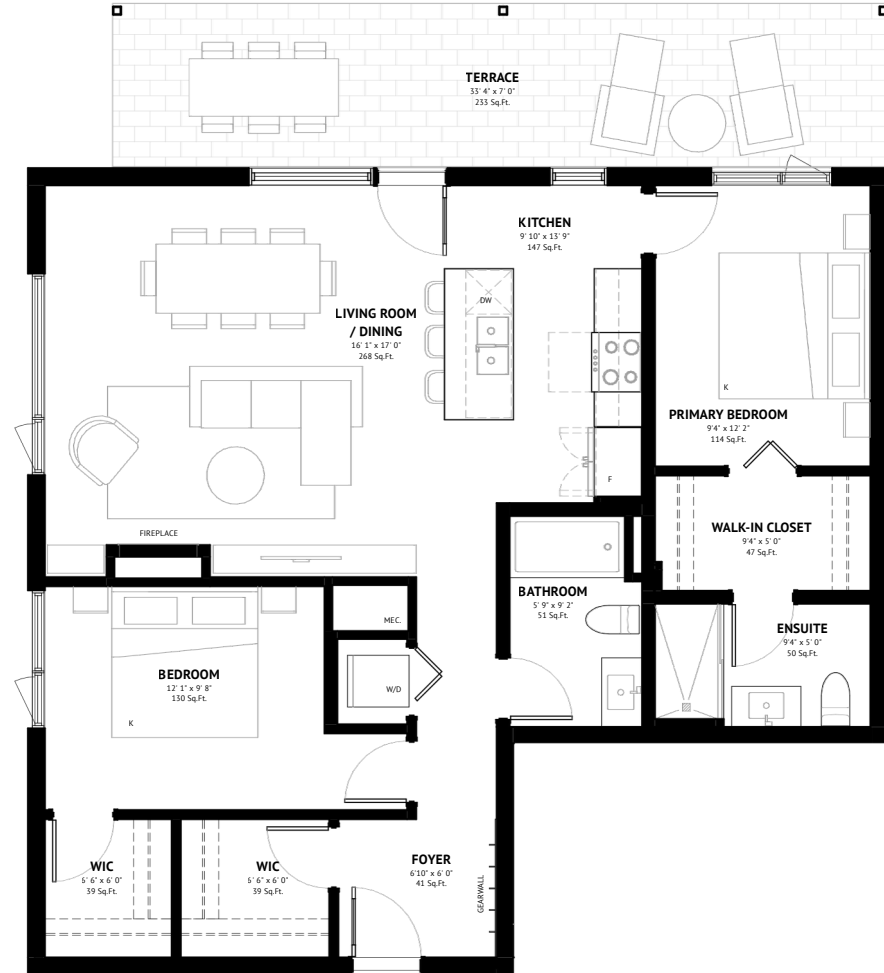 TERRACE
33' 4" x 7' 0"
233 Sq.Ft.
KITCHEN
9' 10" x 13' 9"
147 Sq.Ft.
DW
LIVING ROOM
/ DINING
16' 1" x 17' 0"
268 Sq.Ft.
K
PRIMARY BEDROOM
9'4" x 12' 2"
114 Sq.Ft.
F
FIREPLACE
WALK-IN CLOSET
9'4" x 5' 0"
47 Sq.Ft.
BATHROOM
5' 9" x 9' 2"
51 Sq.Ft.
MEC.
ENSUITE
9'4" x 5' 0"
50 Sq.Ft.
BEDROOM
12' 1" x 9' 8"
130 Sq.Ft.
W/D
K
WIC
6' 6" x 6' 0"
39 Sq.Ft.
WIC
6' 6" x 6' 0"
39 Sq.Ft.
FOYER
6'10" x 6' 0"
41 Sq.Ft.
GEARWALL